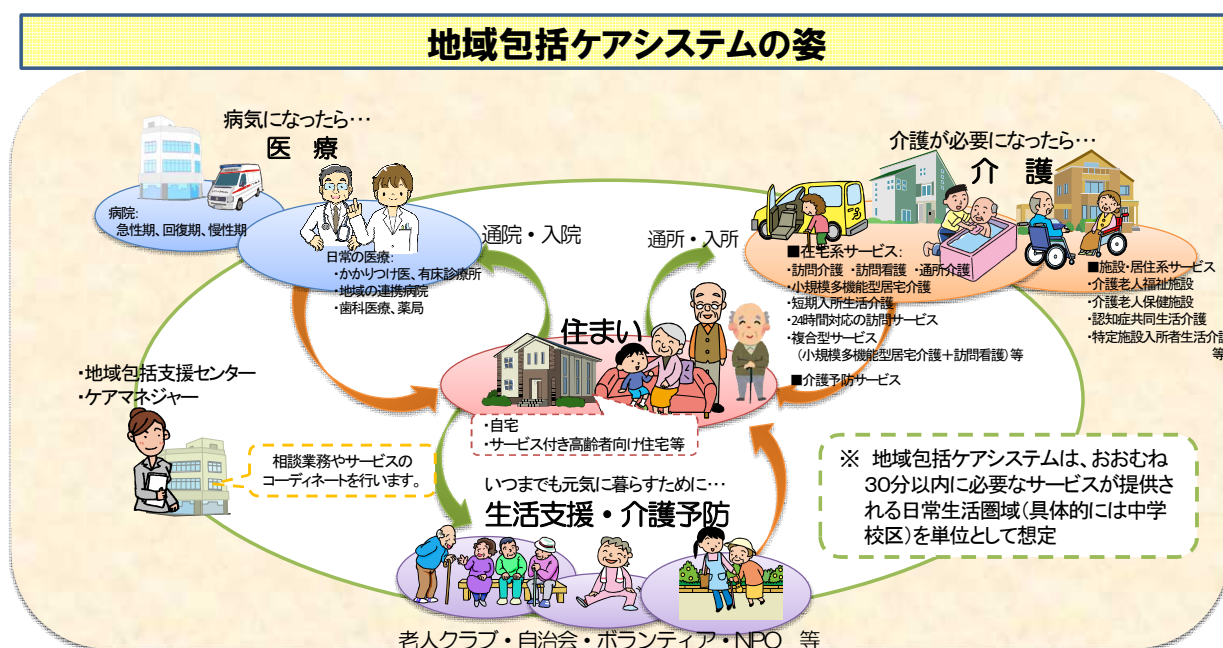 地域包括ケアシステムの姿
病気になったら･･･
医　療
病院:
急性期、回復期、慢性期
日常の医療:
・かかりつけ医、有床診療所
・地域の連携病院
・歯科医療、薬局
通院・入院
通所・入所
介護が必要になったら･･･
介　護
■在宅系サービス:
・訪問介護 ・訪問看護 ・通所介護
・小規模多機能型居宅介護
・短期入所生活介護
・24時間対応の訪問サービス
・複合型サービス
（小規模多機能型居宅介護＋訪問看護）等
■介護予防サービス
■施設・居住系サービス
・介護老人福祉施設
・介護老人保健施設
・認知症共同生活介護
・特定施設入所者生活介護
等
住まい
・自宅
・サービス付き高齢者向け住宅等
・地域包括支援センター
・ケアマネジャー
相談業務やサービスの
コーディネートを行います。
いつまでも元気に暮らすために･･･
生活支援・介護予防
老人クラブ・自治会・ボランティア・NPO　等
※　地域包括ケアシステムは、おおむね
30分以内に必要なサービスが提供さ
れる日常生活圏域（具体的には中学
校区）を単位として想定